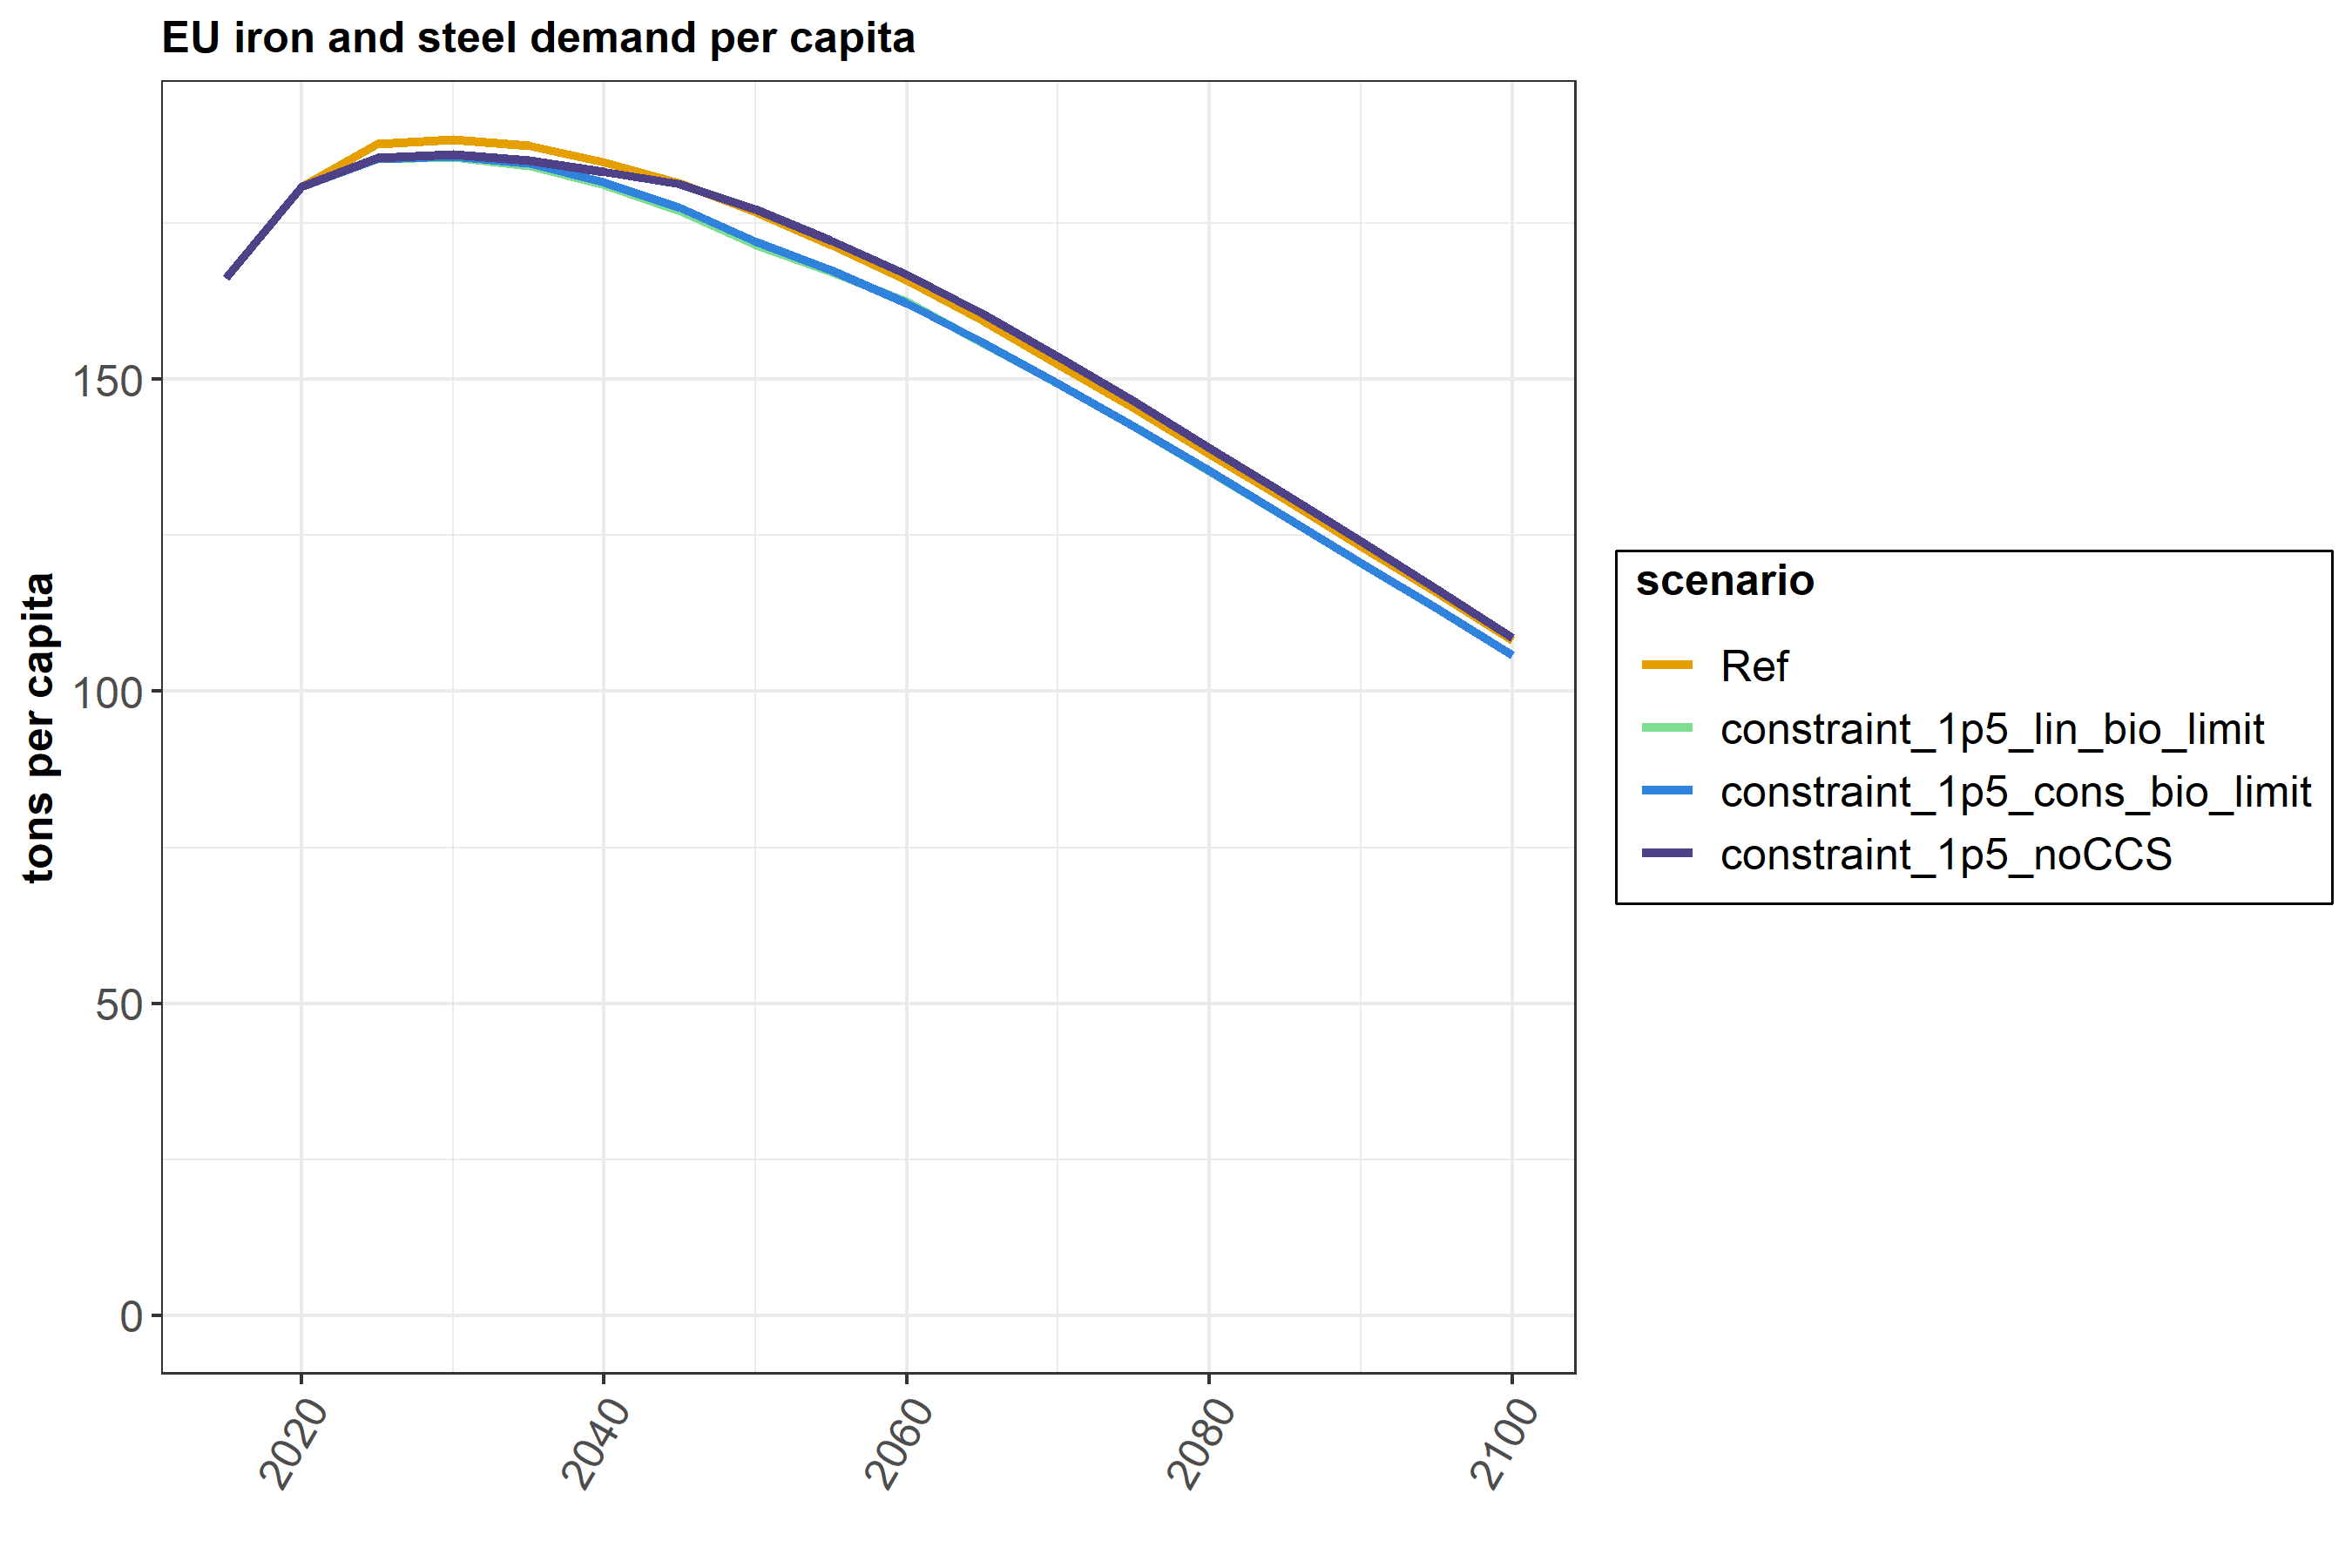 EU iron and steel demand per capita
tons per capita
150
100
50
0
2020
2040
2060
2080
2100
scenario
Ref
constraint_1p5_lin_bio_limit
constraint_1p5_cons_bio_limit
constraint_1p5_noCCS